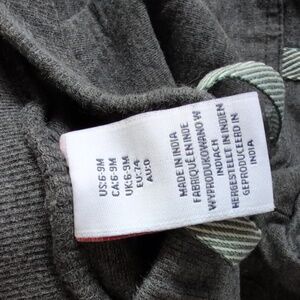 US:6-9M
CA:6-9M
UK:6-9M
EU:74
AU:0
MADE IN INDIA
FABRIQUÉ EN INDE
WYPRODUKOWANO W
INDIACH
HERGESTELLT IN INDIEN
GEPRODUCEERD IN
INDIA